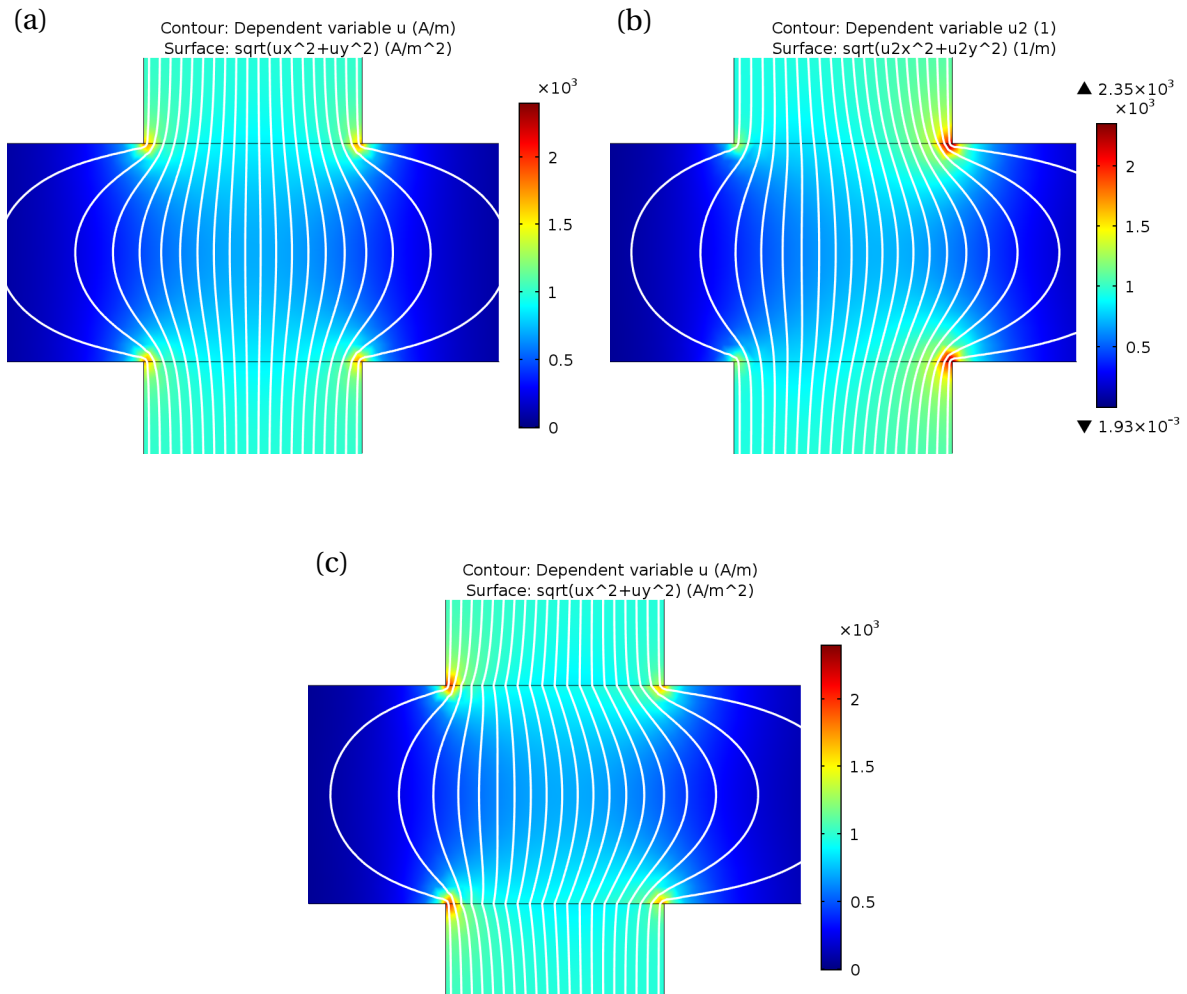 (a)
Contour: Dependent variable u (A/m)
Surface: sqrt(ux^2+uy^2) (A/m^2)
×10³
2
1.5
1
0.5
0
(b)
Contour: Dependent variable u2 (1)
Surface: sqrt(u2x^2+u2y^2) (1/m)
▲ 2.35×10³
×10³
2
1.5
1
0.5
▼ 1.93×10⁻³
(c)
Contour: Dependent variable u (A/m)
Surface: sqrt(ux^2+uy^2) (A/m^2)
×10³
2
1.5
1
0.5
0